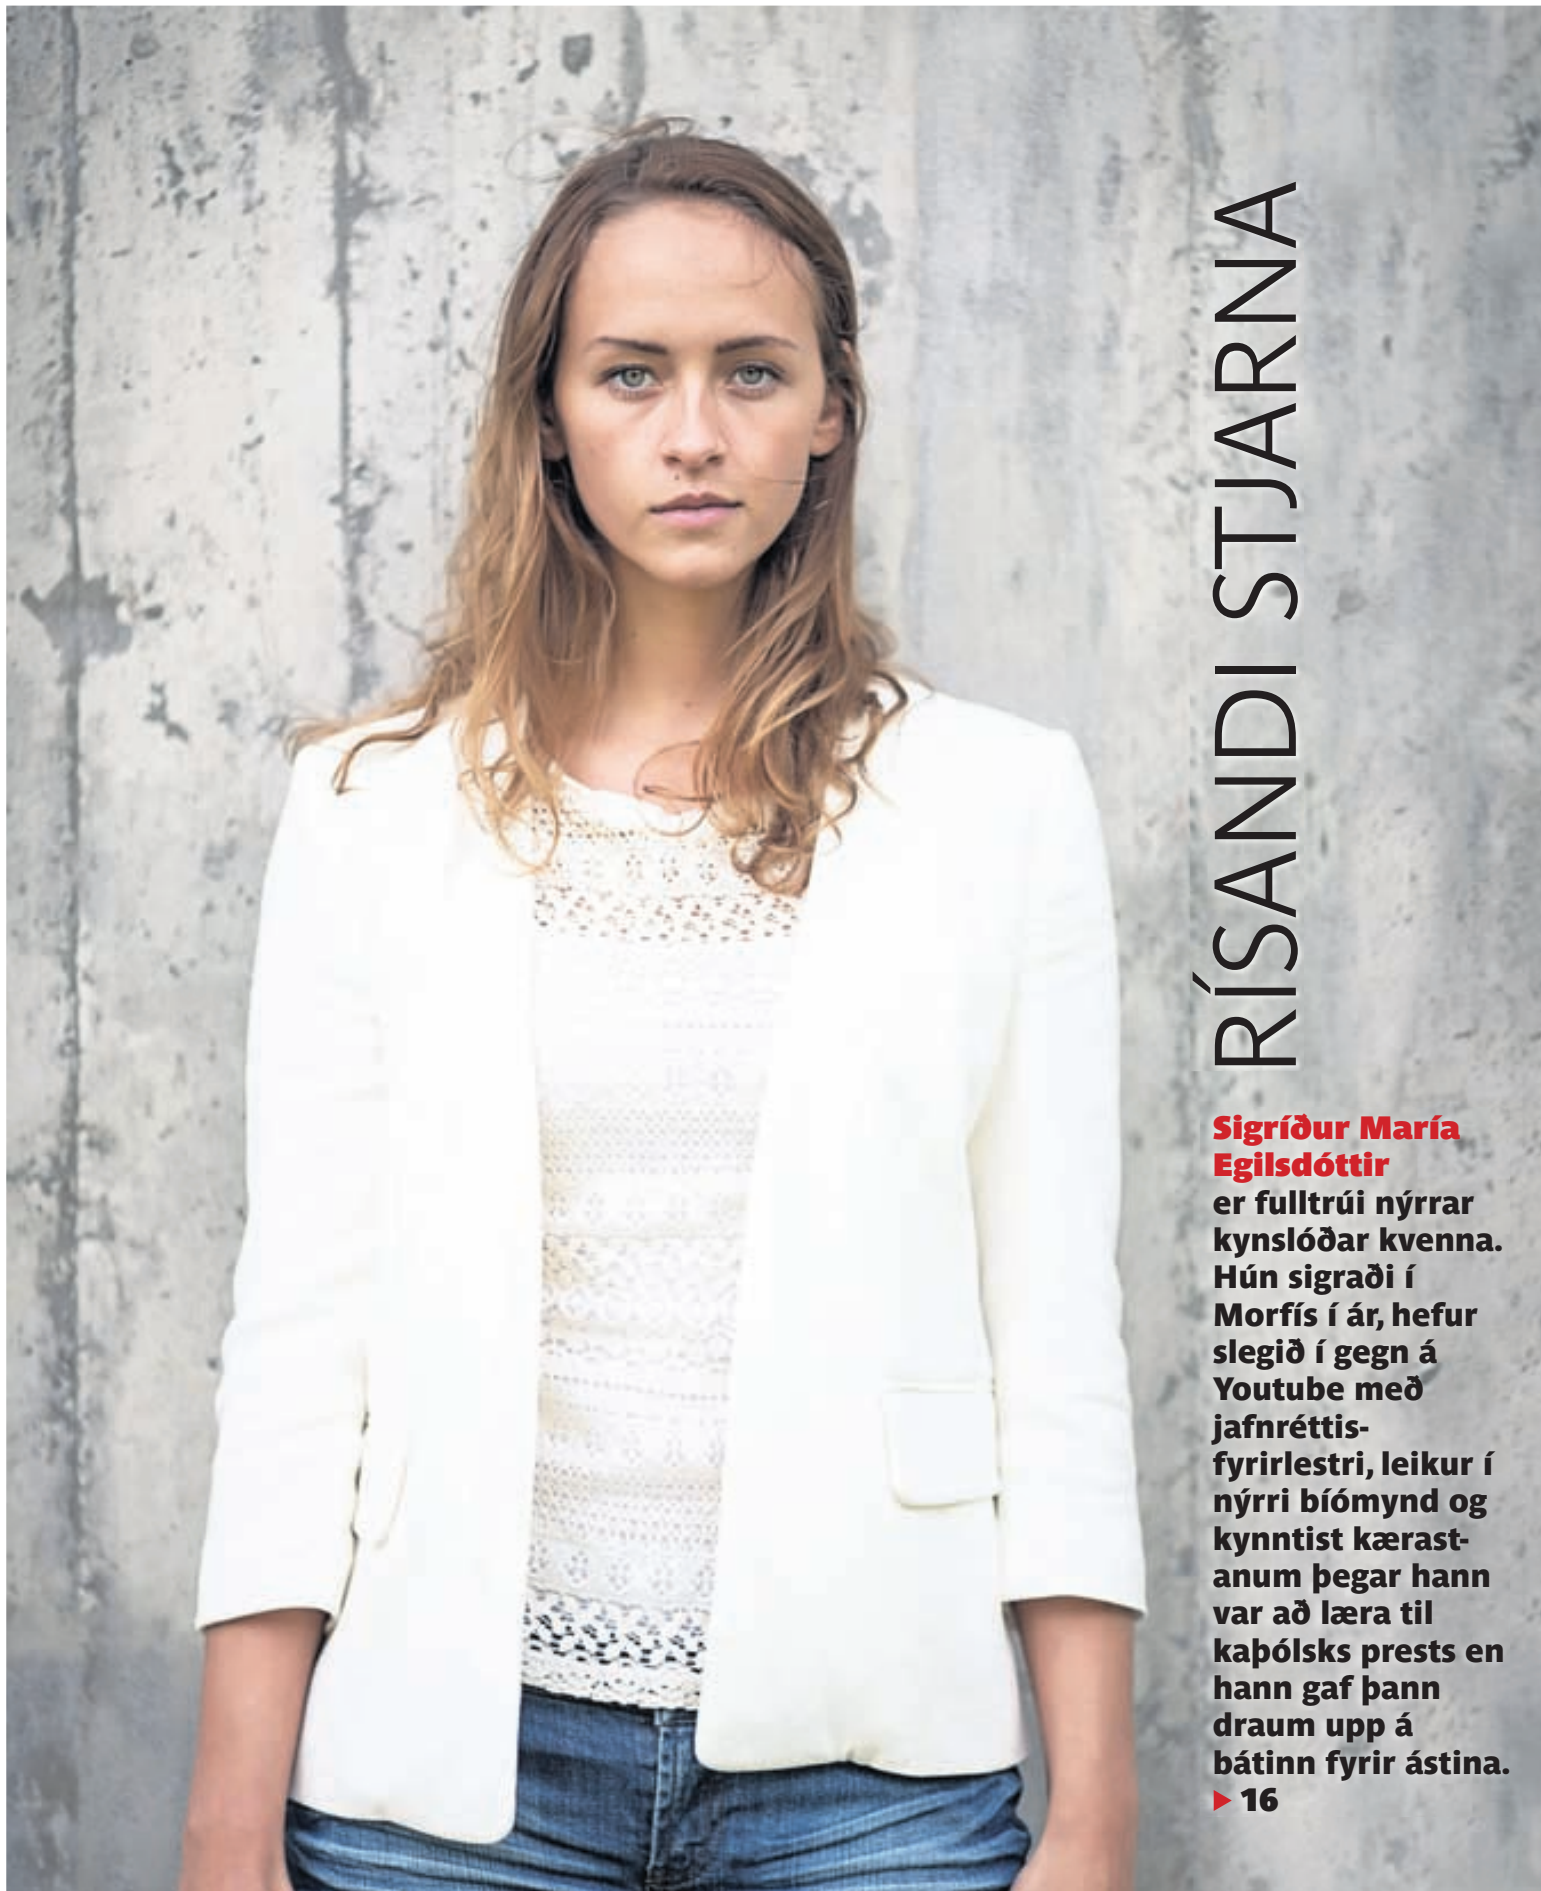 RÍSANDI STJARNA
Sigríður María
Egilsdóttir
er fulltrúi nýrrar
kynslóðar kvenna.
Hún sigraði í
Morfís í ár, hefur
slegið í gegn á
Youtube með
jafnréttis-
fyrirlestri, leikur í
nýrri bíómynd og
kynntist kærast-
anum þegar hann
var að læra til
kaþólsks prests en
hann gaf þann
draum upp á
bátinn fyrir ástina.
▶ 16